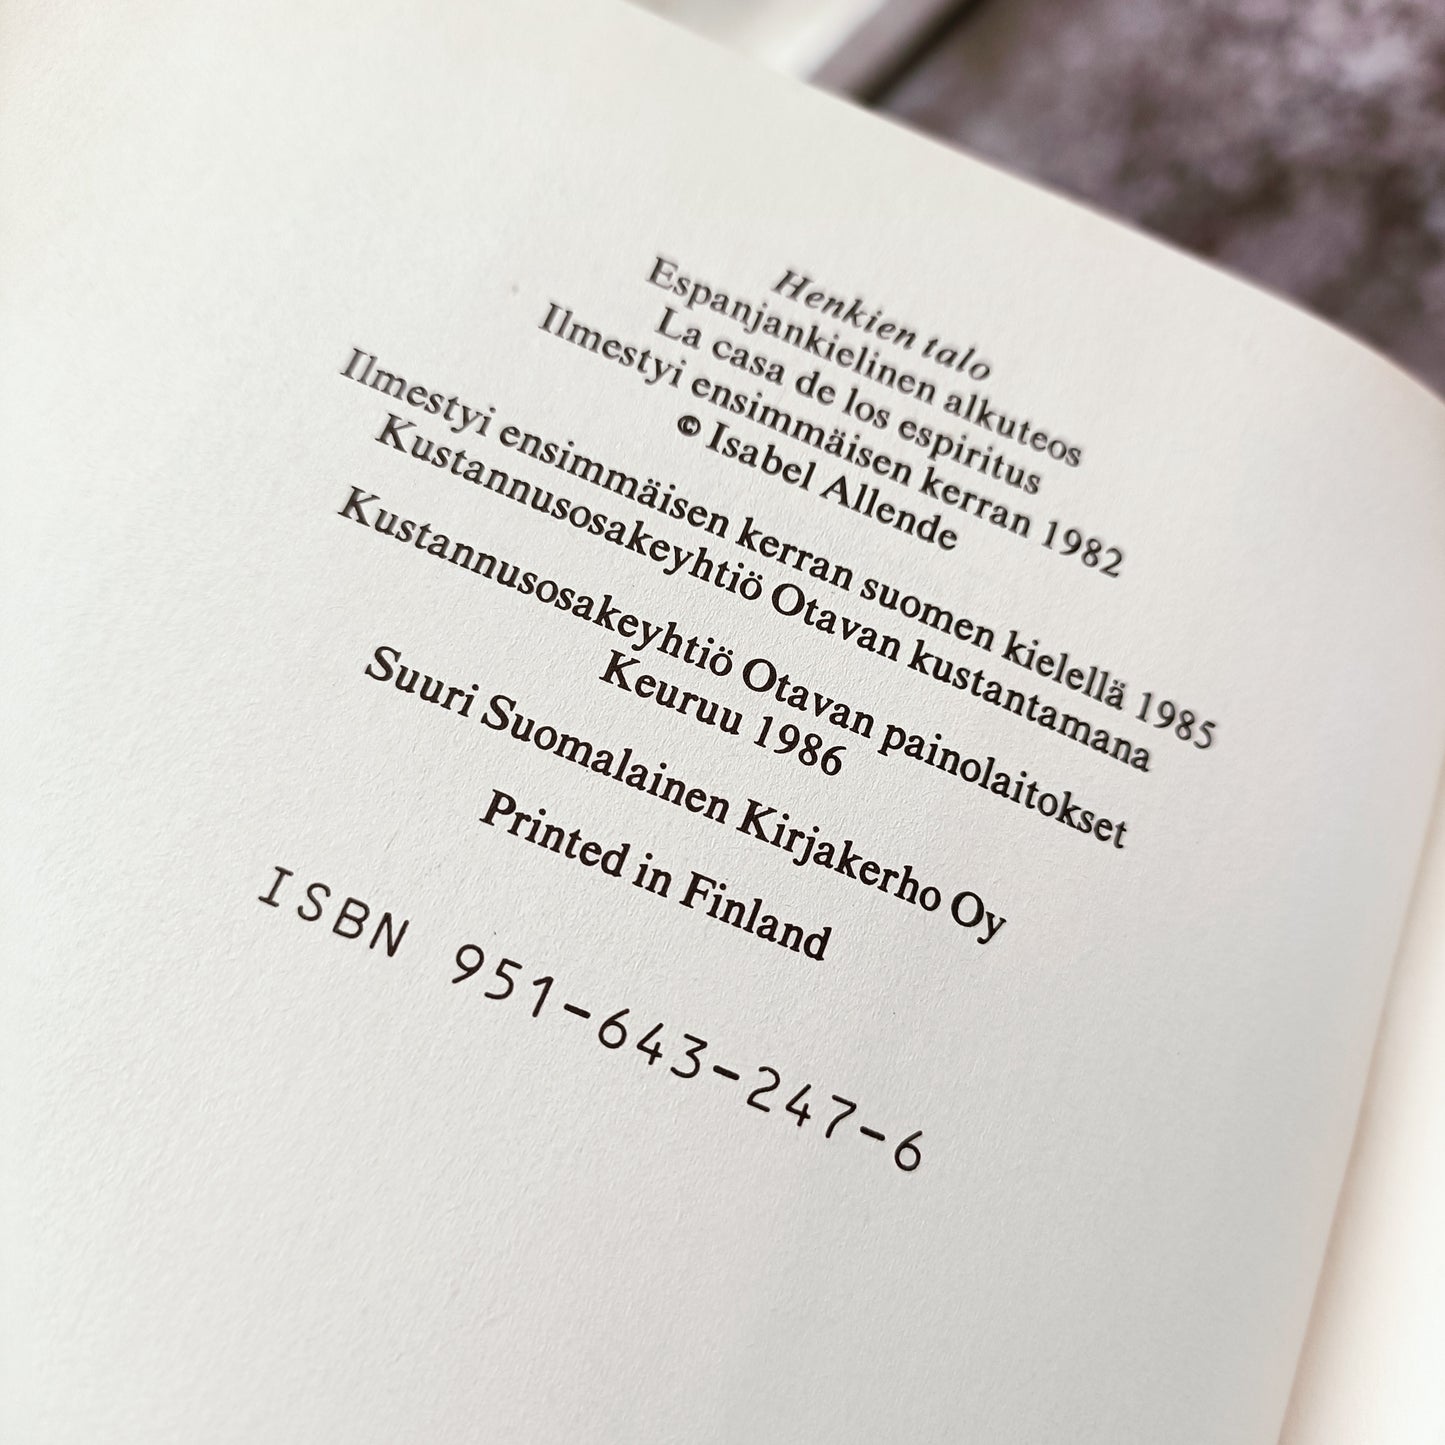 Henkien talo
Espanjankielinen alkuteos
La casa de los espiritus
Ilmestyi ensimmäisen kerran 1982
© Isabel Allende
Ilmestyi ensimmäisen kerran suomen kielellä 1985
Kustannusosakeyhtiö Otavan kustantamana
Kustannusosakeyhtiö Otavan painolaitokset
Keuruu 1986
Suuri Suomalainen Kirjakerho Oy
Printed in Finland
ISBN 951-643-247-6